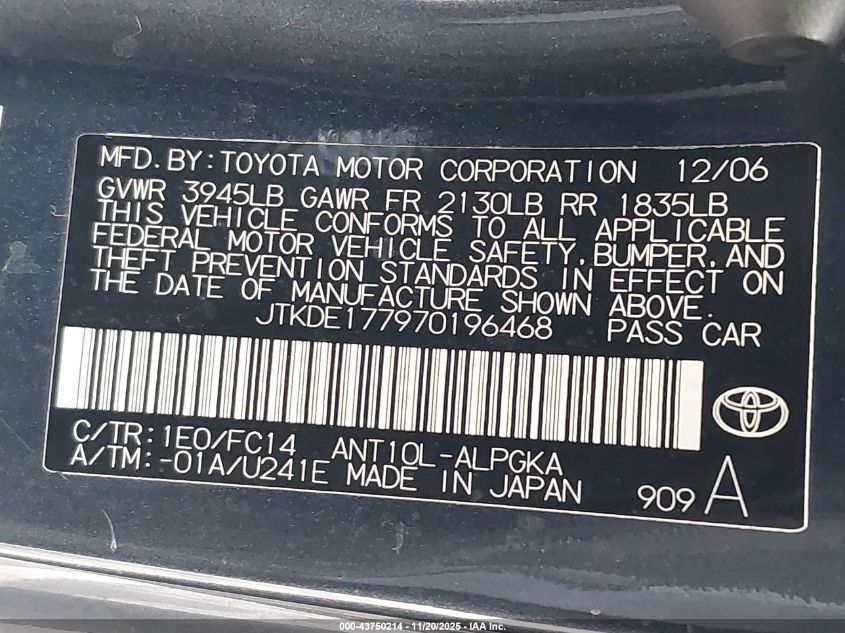 MFD. BY: TOYOTA MOTOR CORPORATION 12/06
GVWR 3945LB GAWR FR 2130LB RR 1835LB
THIS VEHICLE CONFORMS TO ALL APPLICABLE
FEDERAL MOTOR VEHICLE SAFETY, BUMPER, AND
THEFT PREVENTION STANDARDS IN EFFECT ON
THE DATE OF MANUFACTURE SHOWN ABOVE.
JTKDE177970196468 PASS CAR
C/TR: 1E0/FC14 ANT10L-ALPGKA
A/TM: -01A/U241E MADE IN JAPAN
909 A
000-43750214 - 11/20/2025 - IAA Inc.